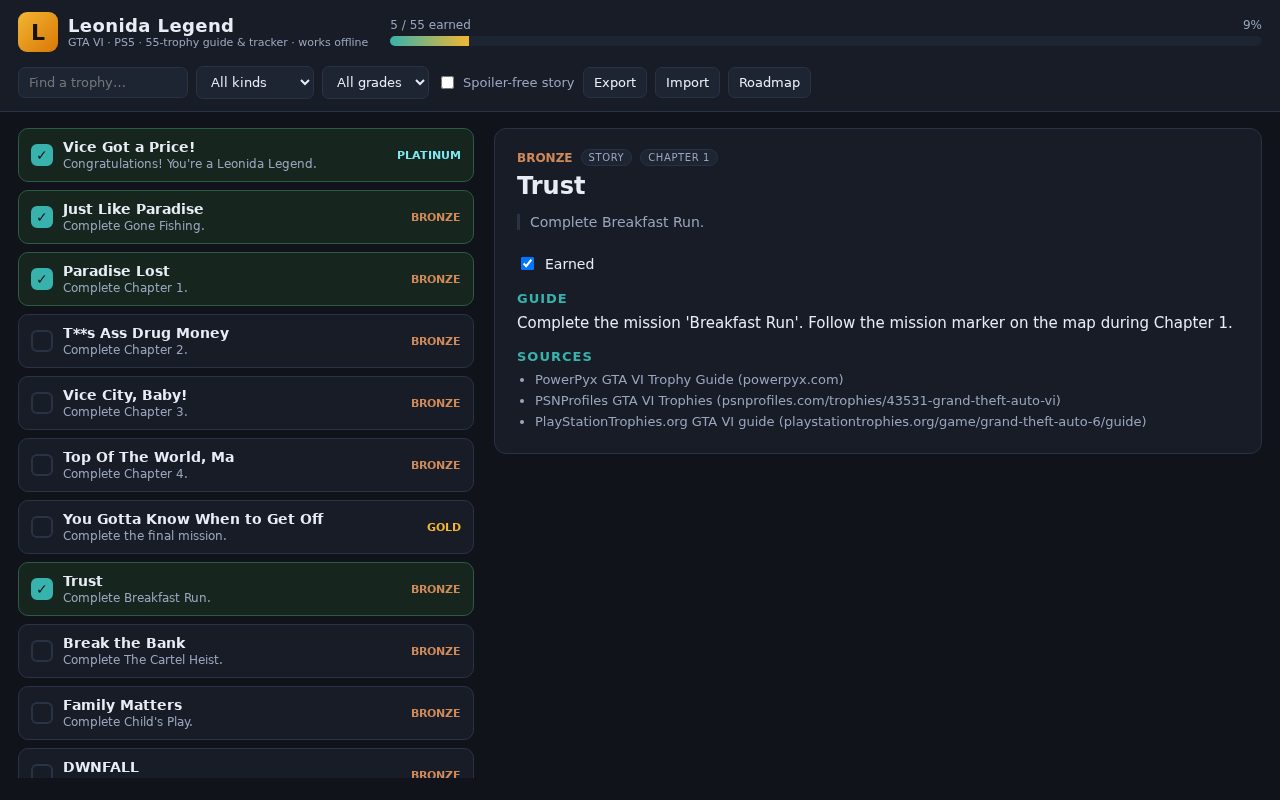 L
Leonida Legend
GTA VI · PS5 · 55-trophy guide & tracker · works offline
5 / 55 earned
9%
Find a trophy…
All kinds
All grades
Spoiler-free story
Export
Import
Roadmap
Vice Got a Price!
Congratulations! You're a Leonida Legend.
PLATINUM
Just Like Paradise
Complete Gone Fishing.
BRONZE
Paradise Lost
Complete Chapter 1.
BRONZE
T**s Ass Drug Money
Complete Chapter 2.
BRONZE
Vice City, Baby!
Complete Chapter 3.
BRONZE
Top Of The World, Ma
Complete Chapter 4.
BRONZE
You Gotta Know When to Get Off
Complete the final mission.
GOLD
Trust
Complete Breakfast Run.
BRONZE
Break the Bank
Complete The Cartel Heist.
BRONZE
Family Matters
Complete Child's Play.
BRONZE
DWNFALL
BRONZE
BRONZE STORY CHAPTER 1
Trust
Complete Breakfast Run.
Earned
GUIDE
Complete the mission 'Breakfast Run'. Follow the mission marker on the map during Chapter 1.
SOURCES
• PowerPyx GTA VI Trophy Guide (powerpyx.com)
• PSNProfiles GTA VI Trophies (psnprofiles.com/trophies/43531-grand-theft-auto-vi)
• PlayStationTrophies.org GTA VI guide (playstationtrophies.org/game/grand-theft-auto-6/guide)